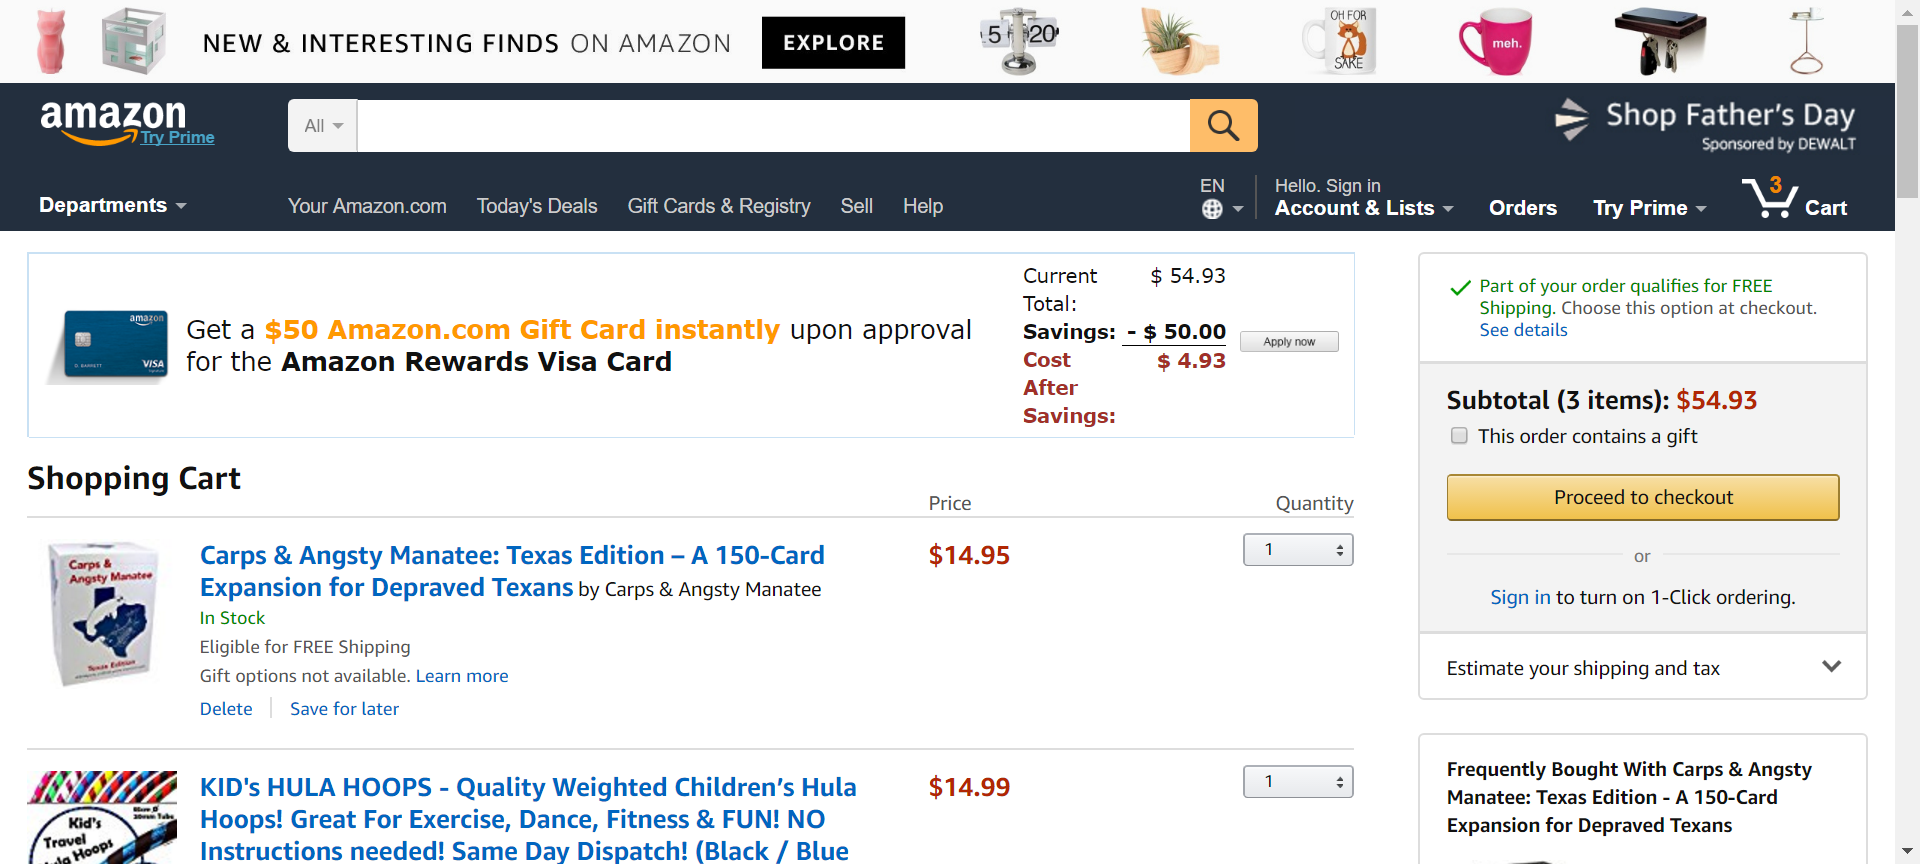 NEW & INTERESTING FINDS ON AMAZON
EXPLORE
5 20
OH FOR
SAKE
meh.
amazon
Try Prime
All
Shop Father's Day
Sponsored by DEWALT
Departments
Your Amazon.com
Today's Deals
Gift Cards & Registry
Sell
Help
EN
Hello. Sign in
Account & Lists
Orders
Try Prime
3
Cart
amazon
VISA
Get a $50 Amazon.com Gift Card instantly upon approval
for the Amazon Rewards Visa Card
Current $ 54.93
Total:
Savings: - $ 50.00
Cost $ 4.93
After
Savings:
Apply now
Part of your order qualifies for FREE
Shipping. Choose this option at checkout.
See details
Subtotal (3 items): $54.93
This order contains a gift
Proceed to checkout
or
Sign in to turn on 1-Click ordering.
Estimate your shipping and tax
Shopping Cart
Price
Quantity
Carps &
Angsty Manatee
Texas Edition
Carps & Angsty Manatee: Texas Edition – A 150-Card
Expansion for Depraved Texans by Carps & Angsty Manatee
In Stock
Eligible for FREE Shipping
Gift options not available. Learn more
Delete
Save for later
$14.95
1
Kid's
Travel
Hula Hoops
KID's HULA HOOPS - Quality Weighted Children's Hula
Hoops! Great For Exercise, Dance, Fitness & FUN! NO
Instructions needed! Same Day Dispatch! (Black / Blue
$14.99
1
Frequently Bought With Carps & Angsty
Manatee: Texas Edition - A 150-Card
Expansion for Depraved Texans